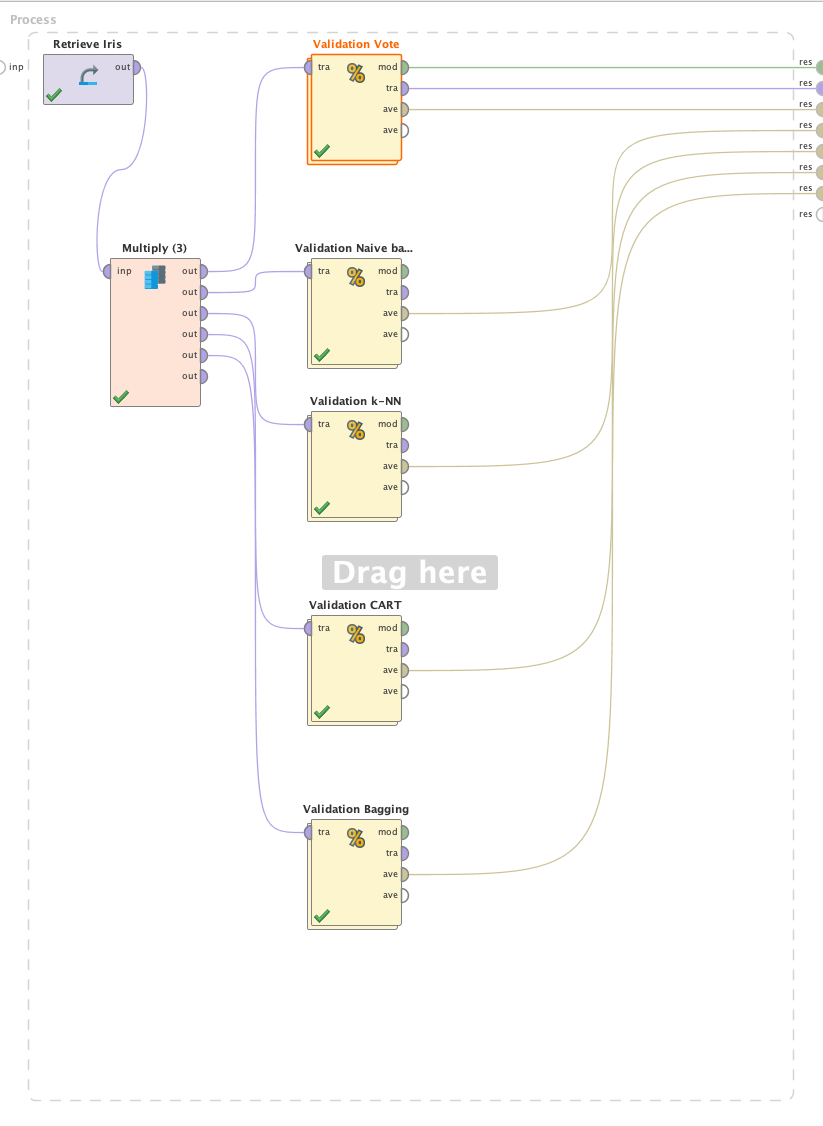 Process
inp
Retrieve Iris
out
Validation Vote
tra
mod
tra
ave
ave
res
res
res
res
res
res
res
res
Multiply (3)
inp
out
out
out
out
out
out
Validation Naive ba...
tra
mod
tra
ave
ave
Validation k-NN
tra
mod
tra
ave
ave
Drag here
Validation CART
tra
mod
tra
ave
ave
Validation Bagging
tra
mod
tra
ave
ave